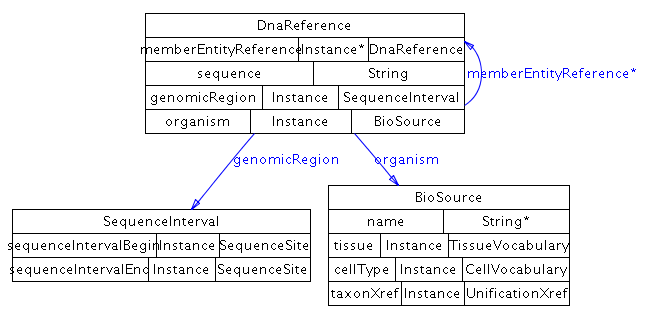 DnaReference
memberEntityReference Instance* DnaReference
sequence String
memberEntityReference*
genomicRegion Instance SequenceInterval
organism Instance BioSource
genomicRegion organism
BioSource
SequenceInterval
name String*
sequenceIntervalBegin Instance SequenceSite
tissue Instance TissueVocabulary
sequenceIntervalEnd Instance SequenceSite
cellType Instance CellVocabulary
taxonXref Instance UnificationXref